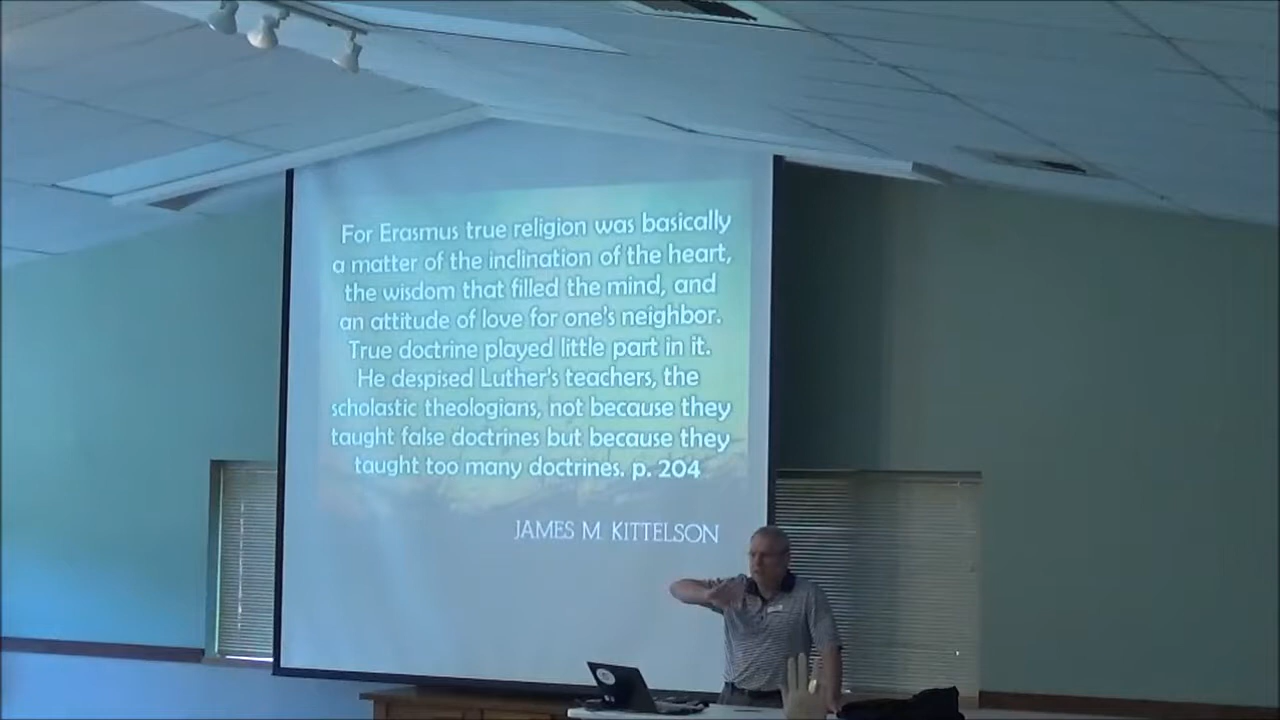 For Erasmus true religion was basically
a matter of the inclination of the heart,
the wisdom that filled the mind, and
an attitude of love for one's neighbor.
True doctrine played little part in it.
He despised Luther's teachers, the
scholastic theologians, not because they
taught false doctrines but because they
taught too many doctrines. p. 204
JAMES M. KITTELSON